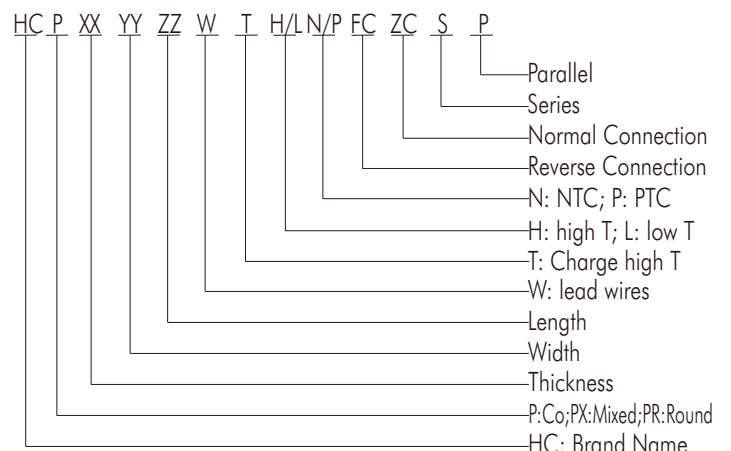 HC P XX YY ZZ W T H/L N/P FC ZC S P
Parallel
Series
Normal Connection
Reverse Connection
N: NTC; P: PTC
H: high T; L: low T
T: Charge high T
W: lead wires
Length
Width
Thickness
P:Co;PX:Mixed;PR:Round
HC: Brand Name